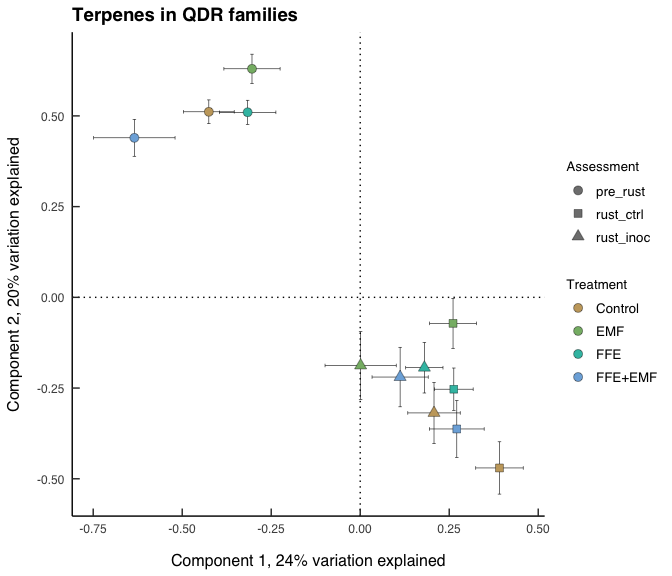 Terpenes in QDR families
Component 2, 20% variation explained
0.50
0.25
0.00
-0.25
-0.50
-0.75
-0.50
-0.25
0.00
0.25
0.50
Component 1, 24% variation explained
Assessment
pre_rust
rust_ctrl
rust_inoc
Treatment
Control
EMF
FFE
FFE+EMF